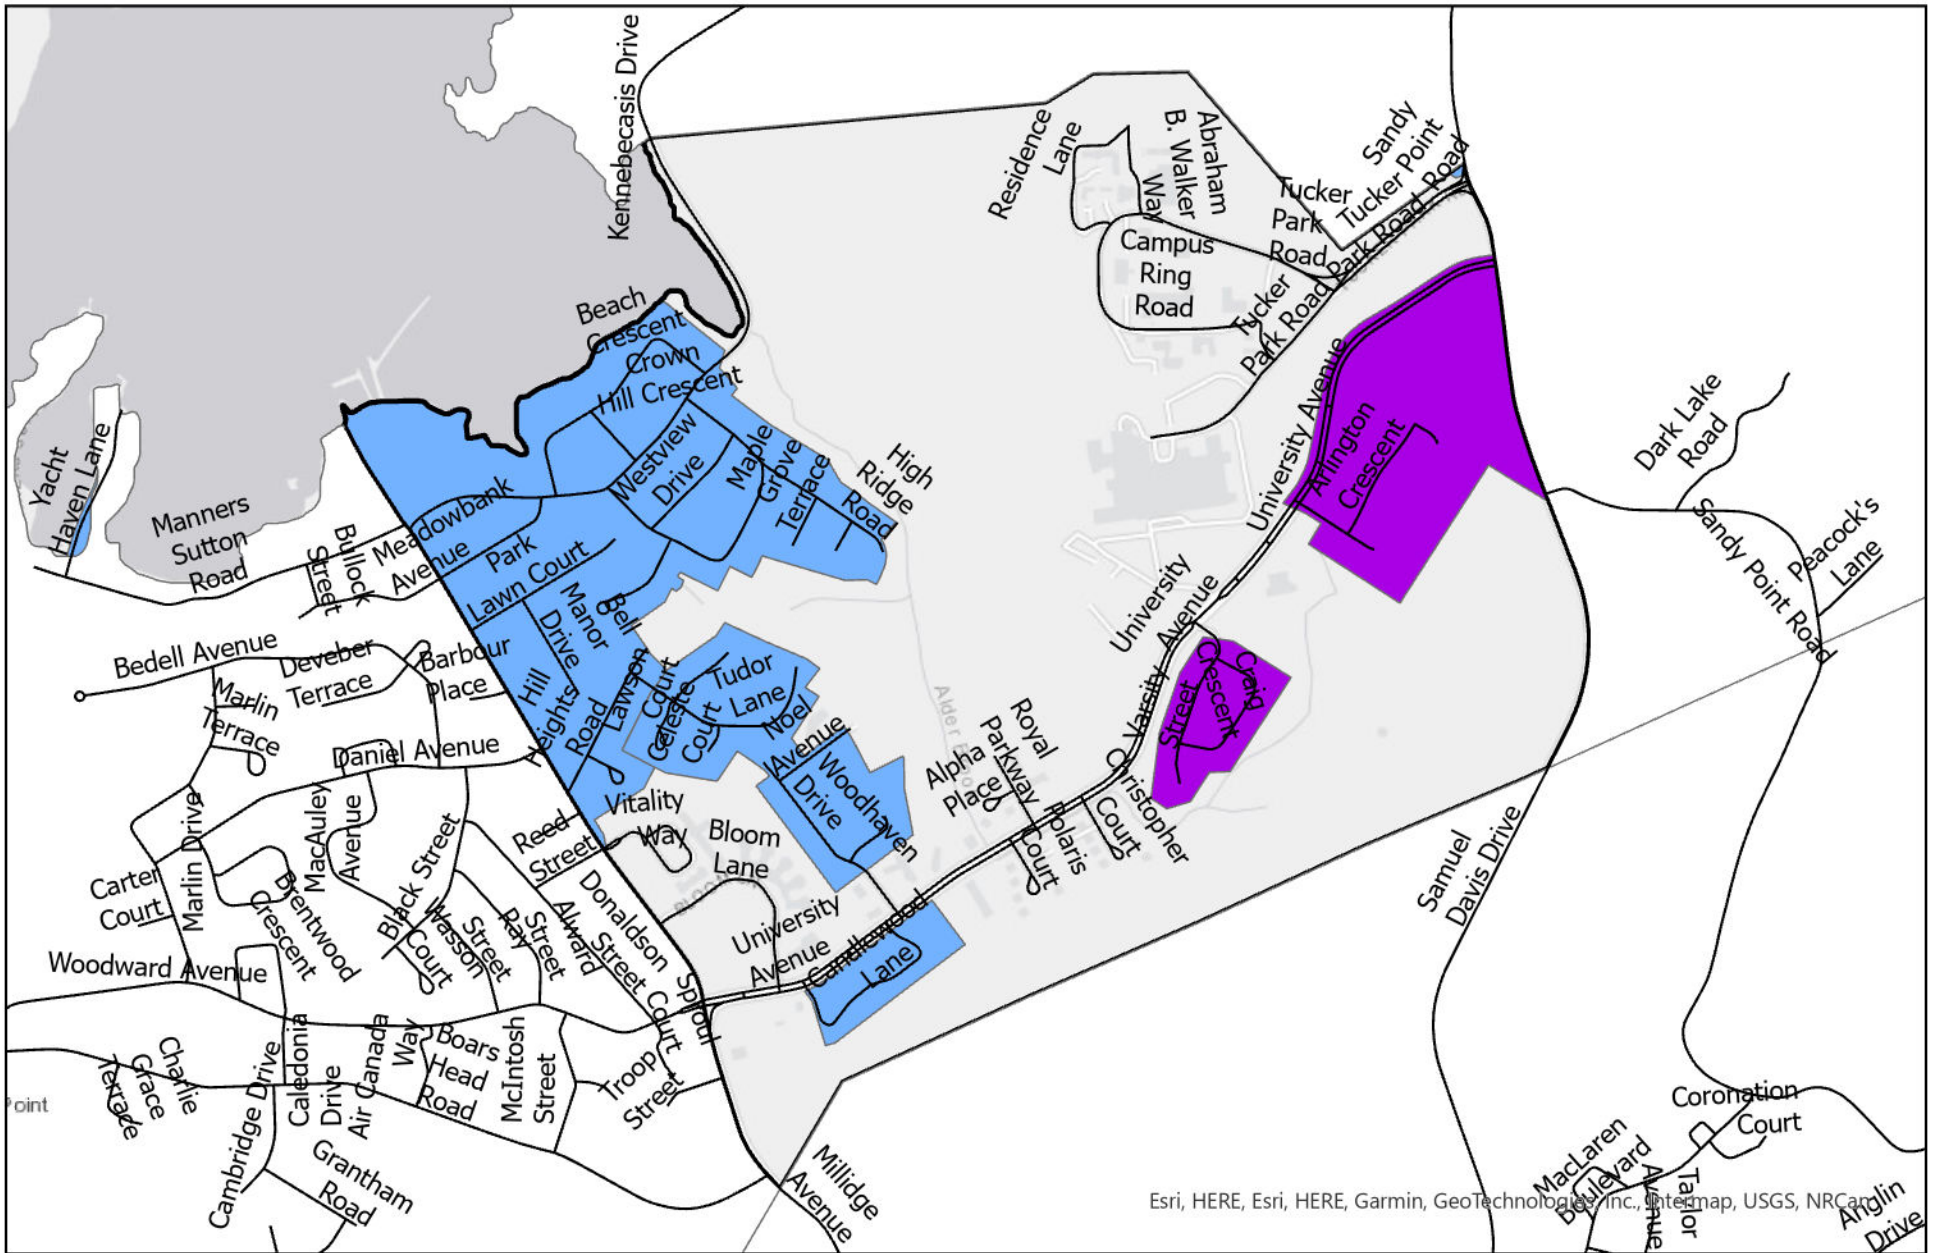 Kennebecasis Drive
Residence
Lane
Abraham
B. Walker
Way
Sandy
Tucker Point
Tucker
Park
Road
Park Road
Road
Campus
Ring
Road
Tucker
Park Road
Beach
Crescent
Crown
Hill Crescent
University Avenue
Arlington
Crescent
Dark Lake
Road
Sandy Point Road
Peacock's
Lane
Yacht
Haven Lane
Manners
Sutton
Road
Bullock
Street
Meadowbank
Avenue
Westview
Drive
Maple
Grove
Terrace
High
Ridge
Road
Park
Lawn Court
Manor
Drive
Bell
University
Avenue
Varsity
Street
Craig
Crescent
Bedell Avenue
Deveber
Terrace
Barbour
Place
Hill
Heights
Road
Lawson
Court
Celeste
Court
Tudor
Lane
Noel
Avenue
Marlin
Terrace
Daniel Avenue
Woodhaven
Drive
Alpha
Place
Royal
Parkway
Polaris
Court
Christopher
Court
Vitality
Way
Bloom
Lane
Marlin Drive
MacAuley
Avenue
Black Street
Reed
Street
Carter
Court
Brentwood
Crescent
Wasson
Court
Street
Ray
Street
Alward
Street
Donaldson
Court
Sproul
Court
University
Avenue
Candlewood
Lane
Samuel
Davis Drive
Woodward Avenue
Charlie
Grace
Terrace
Cambridge Drive
Caledonia
Drive
Air Canada
Way
Boars
Head
Road
McIntosh
Street
Troop
Street
Grantham
Road
Millidge
Avenue
Coronation
Court
MacLaren
Boulevard
Taylor
Avenue
Anglin
Drive
Point
Esri, HERE, Esri, HERE, Garmin, GeoTechnologies, Inc., Intermap, USGS, NRCan